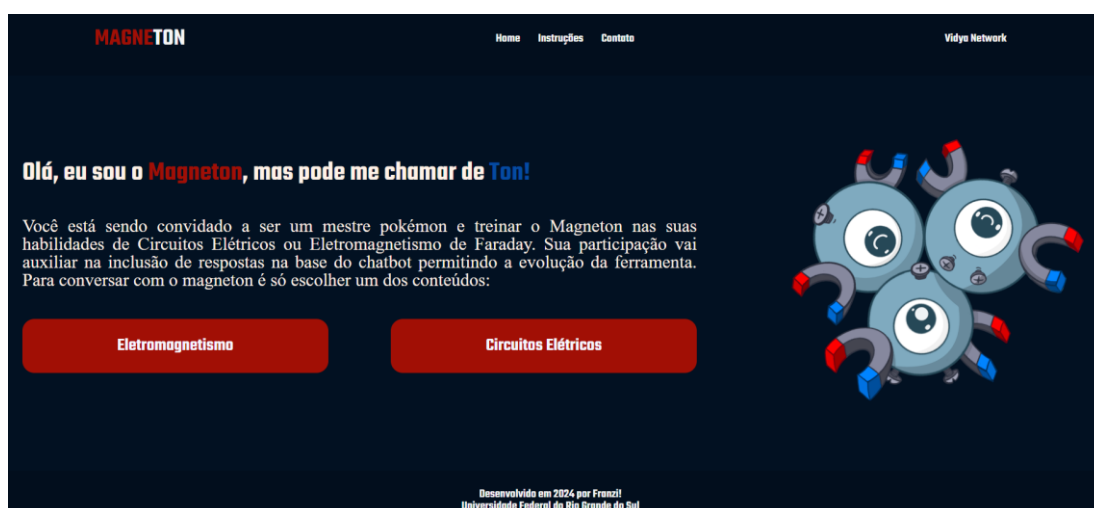 MAGNETON
Home Instruções Contato
Vidya Network
Olá, eu sou o Magneton, mas pode me chamar de Ton!
Você está sendo convidado a ser um mestre pokémon e treinar o Magneton nas suas
habilidades de Circuitos Elétricos ou Eletromagnetismo de Faraday. Sua participação vai
auxiliar na inclusão de respostas na base do chatbot permitindo a evolução da ferramenta.
Para conversar com o magneton é só escolher um dos conteúdos:
Eletromagnetismo
Circuitos Elétricos
Desenvolvido em 2024 por Franzi!
Universidade Federal do Rio Grande do Sul